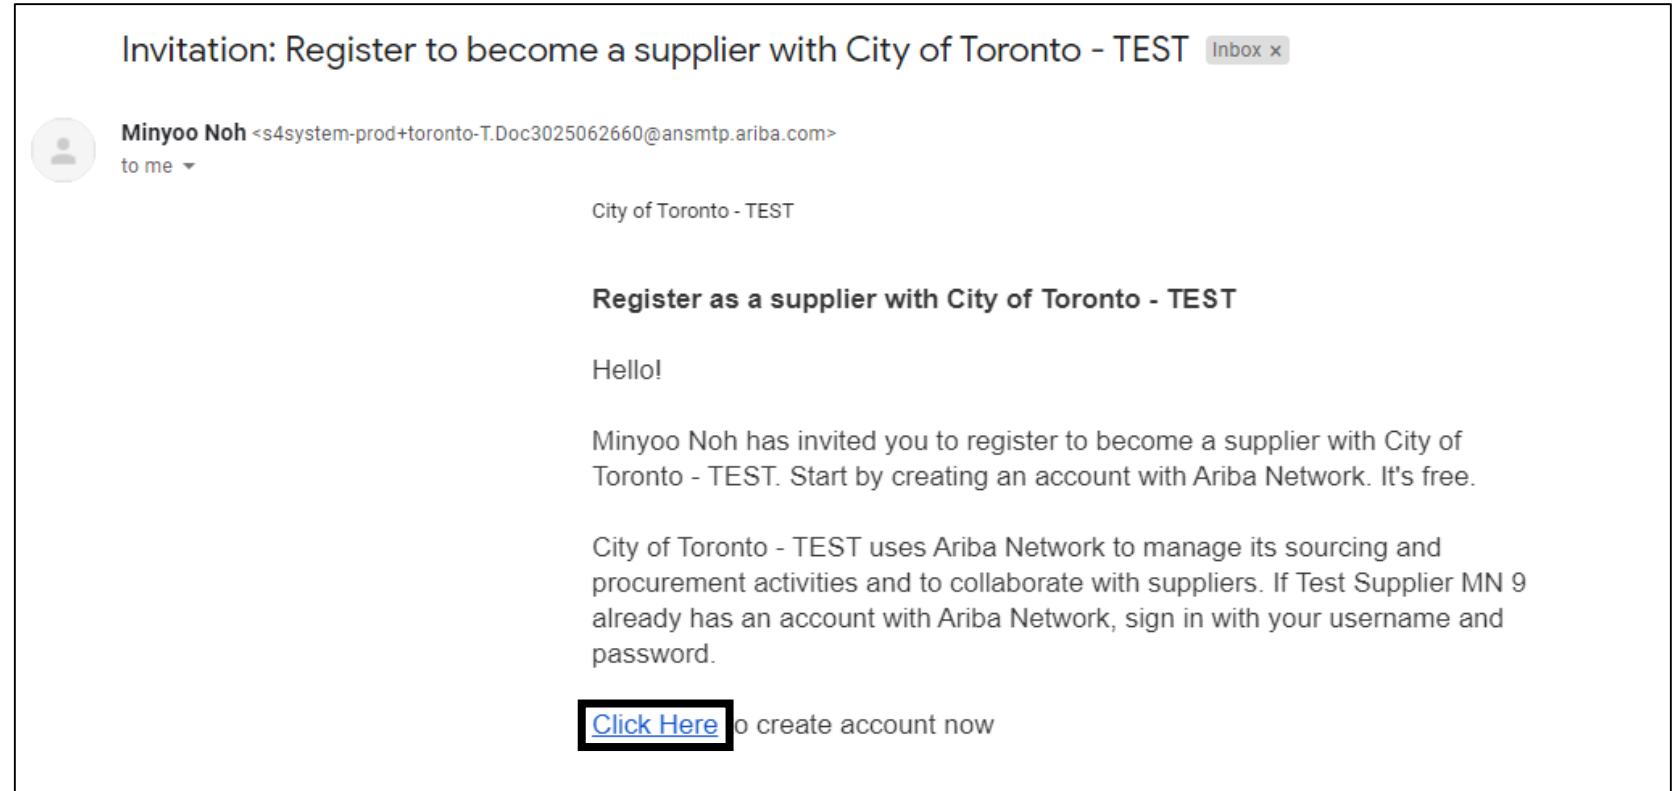 Invitation: Register to become a supplier with City of Toronto - TEST Inbox x
Minyoo Noh <s4system-prod+toronto-T.Doc3025062660@ansmtp.ariba.com>
to me
City of Toronto - TEST
Register as a supplier with City of Toronto - TEST
Hello!
Minyoo Noh has invited you to register to become a supplier with City of
Toronto - TEST. Start by creating an account with Ariba Network. It's free.
City of Toronto - TEST uses Ariba Network to manage its sourcing and
procurement activities and to collaborate with suppliers. If Test Supplier MN 9
already has an account with Ariba Network, sign in with your username and
password.
Click Here o create account now